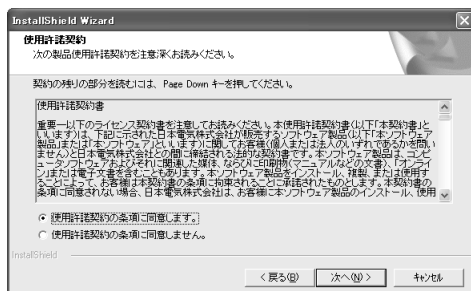 InstallShield Wizard
使用許諾契約
次の製品使用許諾契約を注意深くお読みください。
契約の残りの部分を読むには、Page Down キーを押してください。
使用許諾契約書
重要－以下のライセンス契約書を注意してお読みください。本使用許諾契約書(以下「本契約書」と
いいます)は、下記に示された日本電気株式会社が販売するソフトウェア製品(以下「本ソフトウェア
製品」または「本ソフトウェア」といいます)に関してお客様(個人または法人のいずれであるかを問い
ません)と日本電気株式会社との間に締結される法的な契約書です。本ソフトウェア製品は、コンピ
ュータソフトウェアおよびそれに関連した媒体、ならびに印刷物(マニュアルなどの文書)、「オンライ
ン」または電子文書を含むこともあります。本ソフトウェア製品をインストール、複製、または使用す
ることによって、お客様は本契約書の条項に拘束されることに承諾されたものとします。本契約書の
条項に同意されない場合、日本電気株式会社は、お客様に本ソフトウェア製品のインストール、使用
使用許諾契約の条項に同意します。
使用許諾契約の条項に同意しません。
InstallShield
< 戻る(B)
次へ(N) >
キャンセル